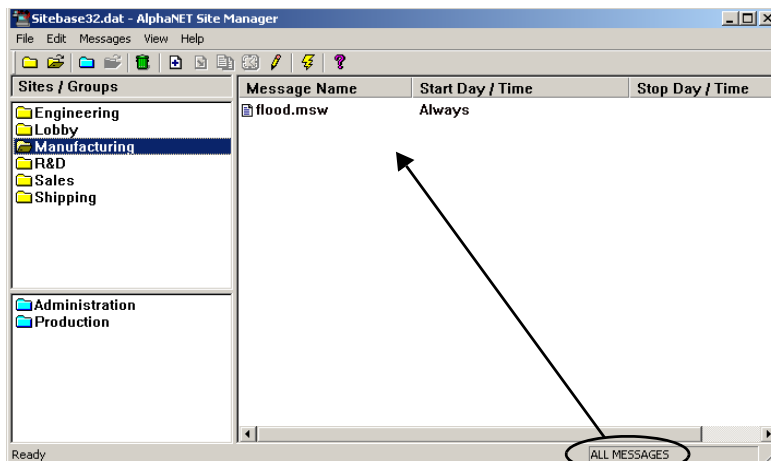 Sitebase32.dat - AlphaNET Site Manager
File Edit Messages View Help
Sites / Groups
Message Name Start Day / Time Stop Day / Time
Engineering
Lobby
Manufacturing
R&D
Sales
Shipping
flood.msw Always
Administration
Production
Ready ALL MESSAGES